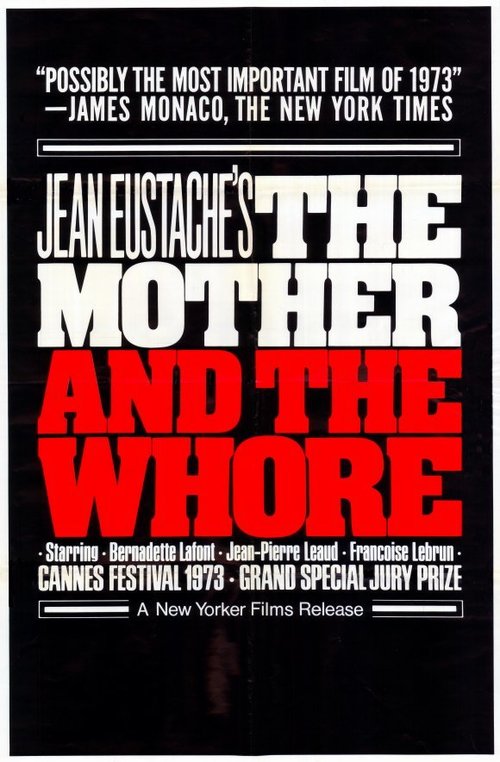 “POSSIBLY THE MOST IMPORTANT FILM OF 1973”
—JAMES MONACO, THE NEW YORK TIMES
JEAN EUSTACHE'S THE
MOTHER
AND THE
WHORE
· Starring · Bernadette Lafont · Jean-Pierre Leaud · Francoise Lebrun ·
CANNES FESTIVAL 1973 · GRAND SPECIAL JURY PRIZE
A New Yorker Films Release